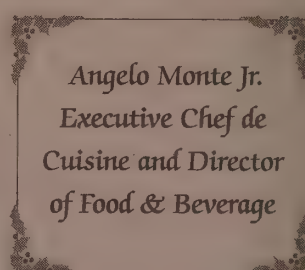 Angelo Monte Jr.
Executive Chef de
Cuisine and Director
of Food & Beverage